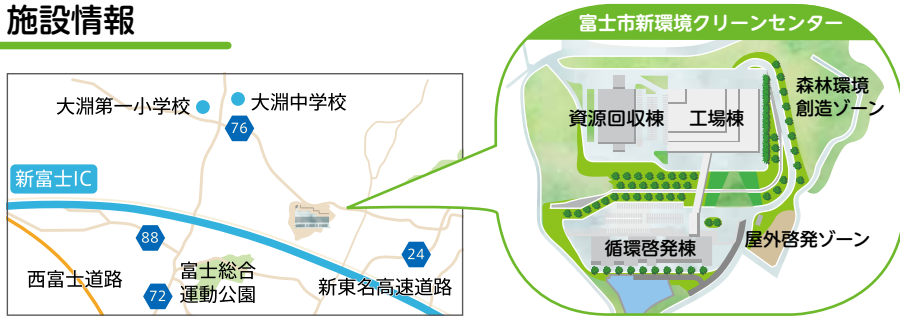 施設情報
富士市新環境クリーンセンター
大淵第一小学校
大淵中学校
76
新富士IC
88
72
24
西富士道路
富士総合
運動公園
新東名高速道路
資源回収棟
工場棟
森林環境
創造ゾーン
循環啓発棟
屋外啓発ゾーン